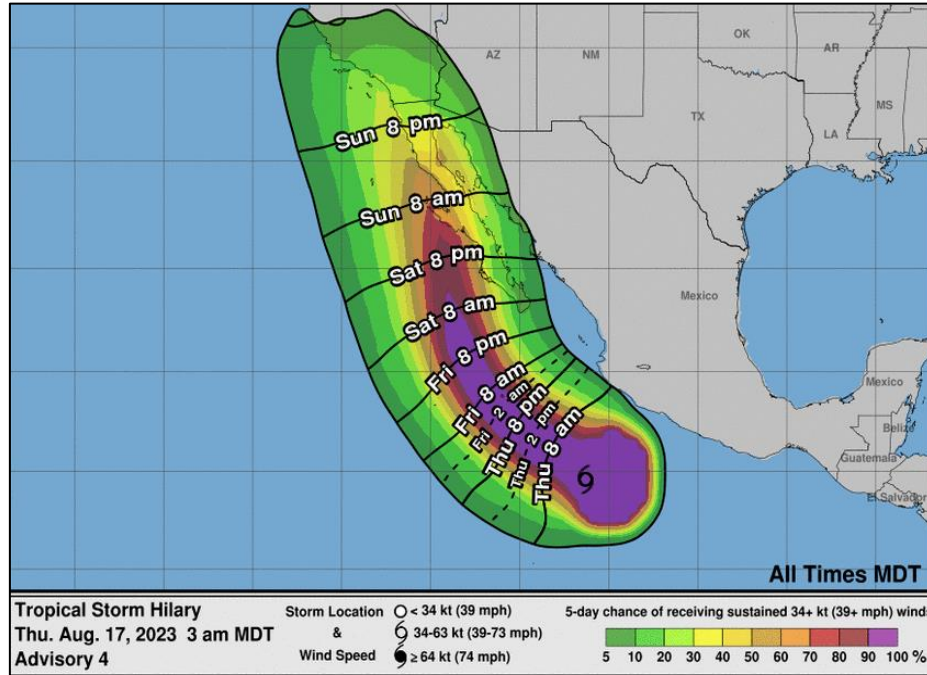 AZ
NM
OK
AR
TX
MS
LA
Sun 8 pm
Sun 8 am
Sat 8 pm
Sat 8 am
Fri 8 pm
Fri 8 am
Fri 2 am
Thu 8 pm
Thu 2 pm
Thu 8 am
Mexico
Mexico
Belize
Guatemala
El Salvador
All Times MDT
Tropical Storm Hilary
Thu. Aug. 17, 2023 3 am MDT
Advisory 4
Storm Location
&
Wind Speed
< 34 kt (39 mph)
34-63 kt (39-73 mph)
≥ 64 kt (74 mph)
5-day chance of receiving sustained 34+ kt (39+ mph) winds
5 10 20 30 40 50 60 70 80 90 100 %